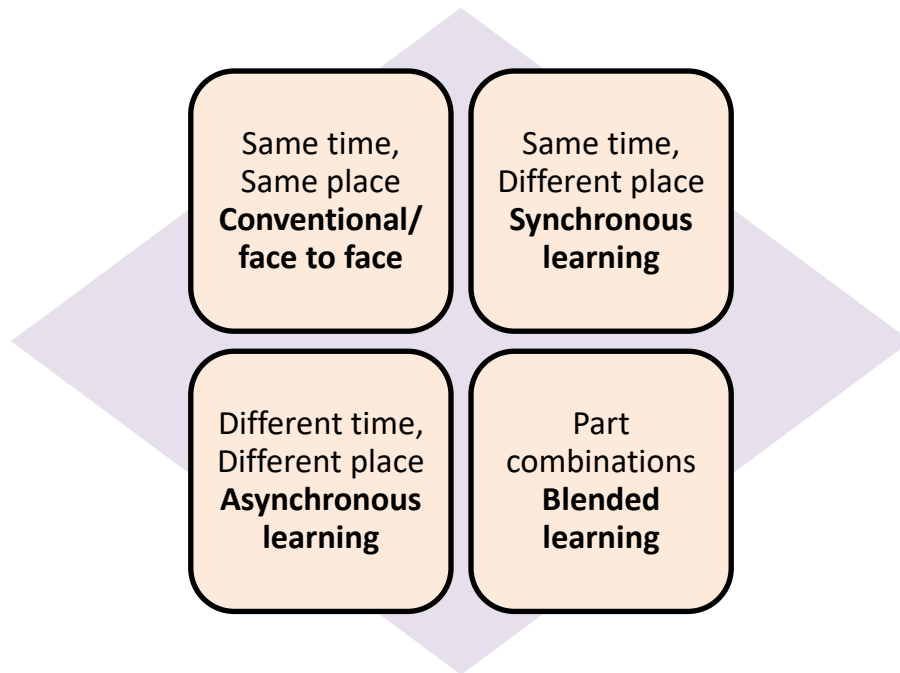 Same time,
Same place
Conventional/
face to face
Same time,
Different place
Synchronous
learning
Different time,
Different place
Asynchronous
learning
Part
combinations
Blended
learning